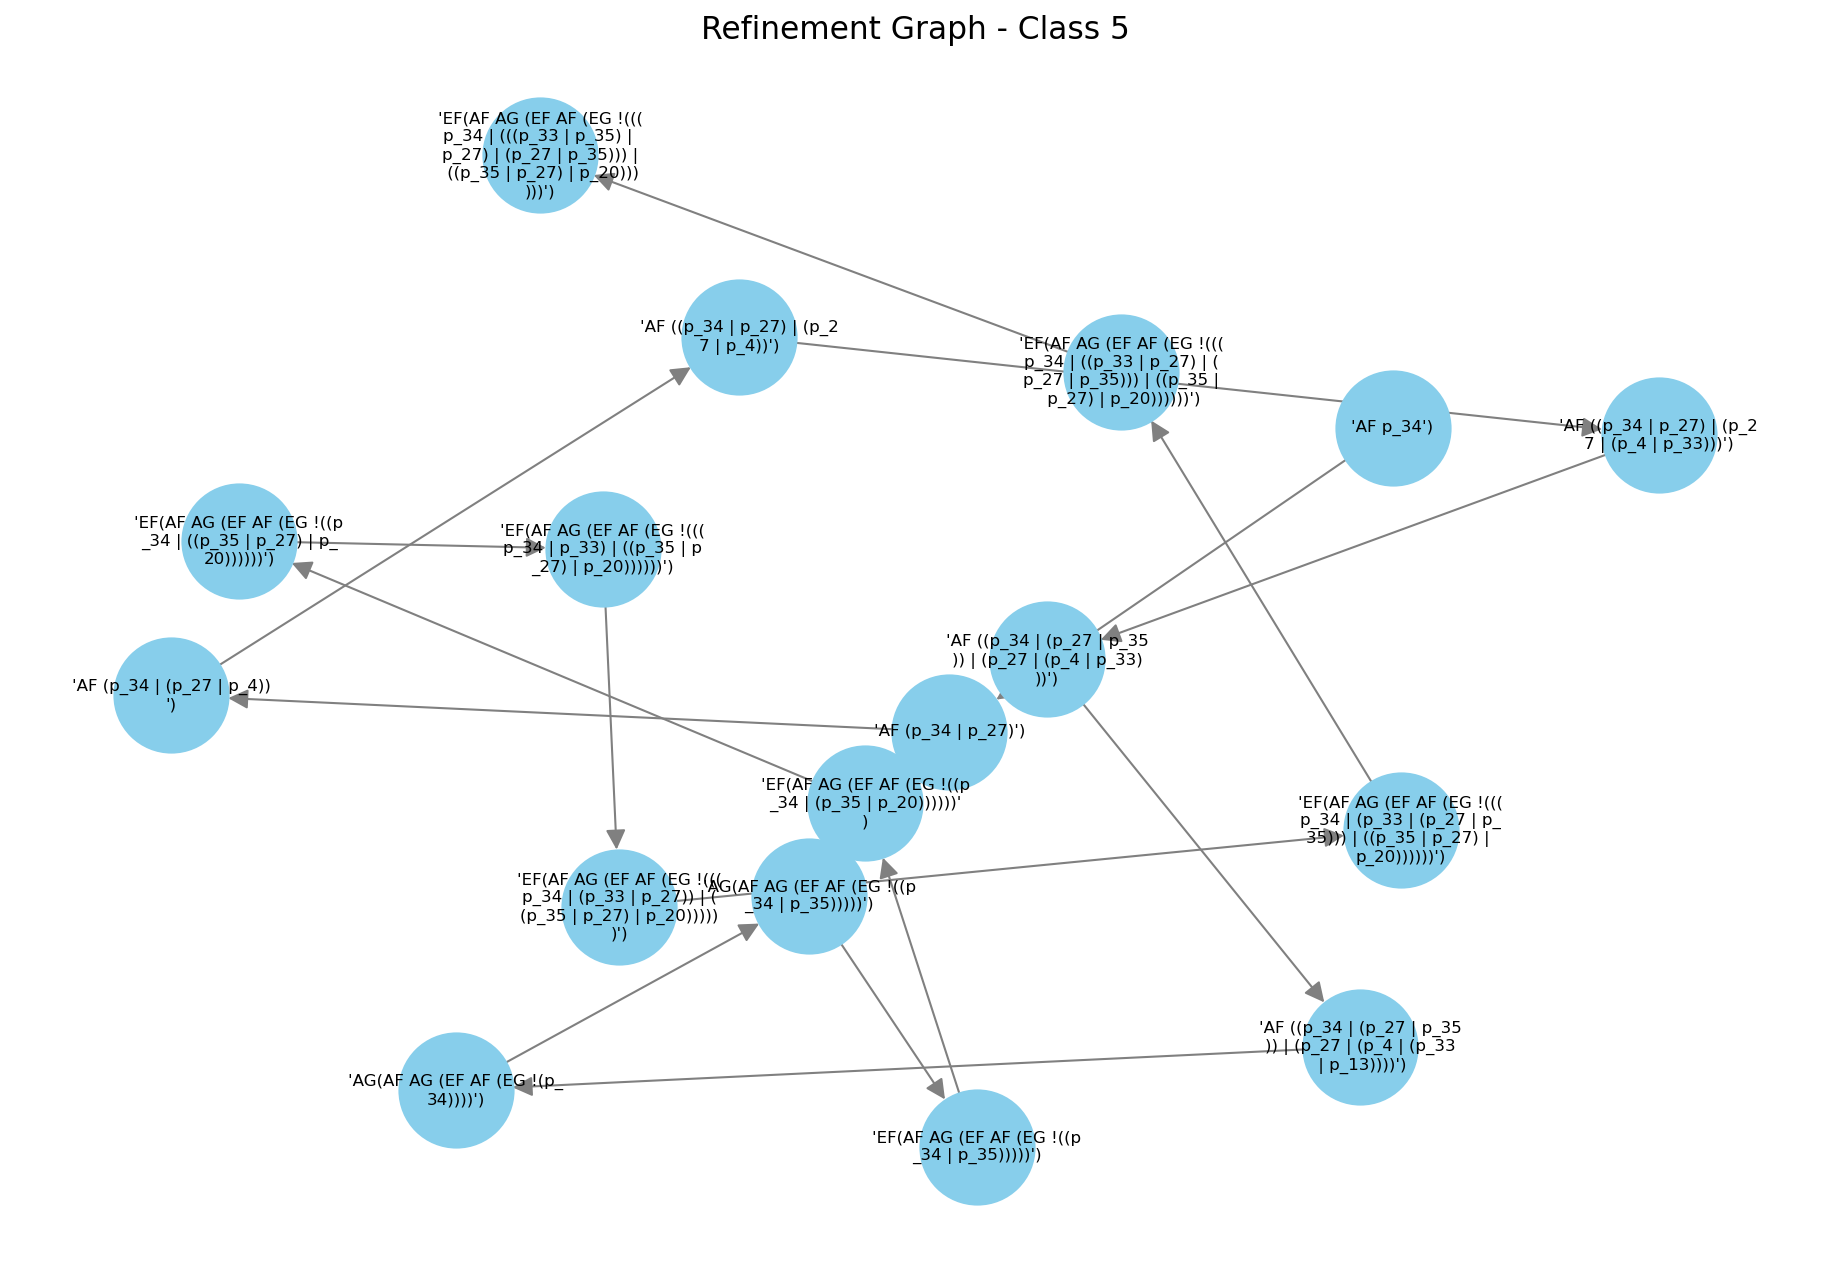 Refinement Graph - Class 5
'EF(AF AG (EF AF (EG !(((
p_34 | (((p_33 | p_35) |
p_27) | (p_27 | p_35))) |
((p_35 | p_27) | p_20)))
)))')
'AF ((p_34 | p_27) | (p_2
7 | p_4))')
'EF(AF AG (EF AF (EG !(((
p_34 | ((p_33 | p_27) | (
p_27 | p_35))) | ((p_35 |
p_27) | p_20))))))')
'AF p_34')
'AF ((p_34 | p_27) | (p_2
7 | (p_4 | p_33)))')
'EF(AF AG (EF AF (EG !((p
_34 | ((p_35 | p_27) | p_
20))))))')
'EF(AF AG (EF AF (EG !(((
p_34 | p_33) | ((p_35 | p
_27) | p_20))))))')
'AF ((p_34 | (p_27 | p_35
)) | (p_27 | (p_4 | p_33)
))')
'AF (p_34 | (p_27 | p_4))
')
'AF (p_34 | p_27)')
'EF(AF AG (EF AF (EG !((p
_34 | (p_35 | p_20))))))'
)
'EF(AF AG (EF AF (EG !(((
p_34 | (p_33 | (p_27 | p_
35))) | ((p_35 | p_27) |
p_20))))))')
'EF(AF AG (EF AF (EG !(((
p_34 | (p_33 | p_27)) | (
(p_35 | p_27) | p_20)))))
)')
'AG(AF AG (EF AF (EG !((p
_34 | p_35)))))')
'AF ((p_34 | (p_27 | p_35
)) | (p_27 | (p_4 | (p_33
| p_13))))')
'AG(AF AG (EF AF (EG !(p_
34))))')
'EF(AF AG (EF AF (EG !((p
_34 | p_35)))))')